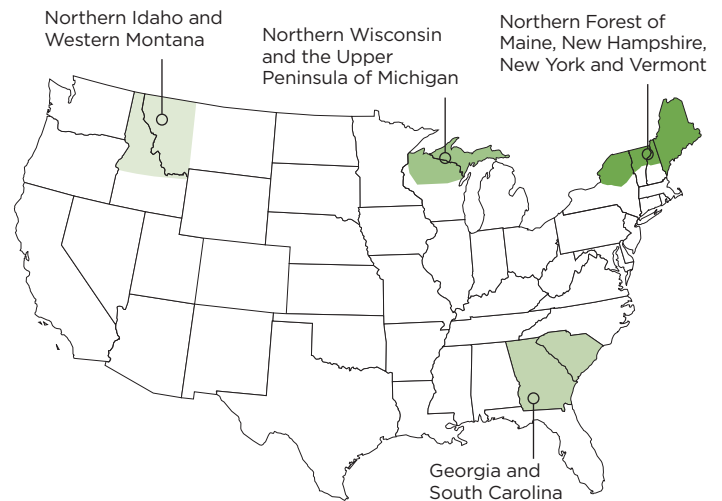 Northern Idaho and
Western Montana
Northern Wisconsin
and the Upper
Peninsula of Michigan
Northern Forest of
Maine, New Hampshire,
New York and Vermont
Georgia and
South Carolina